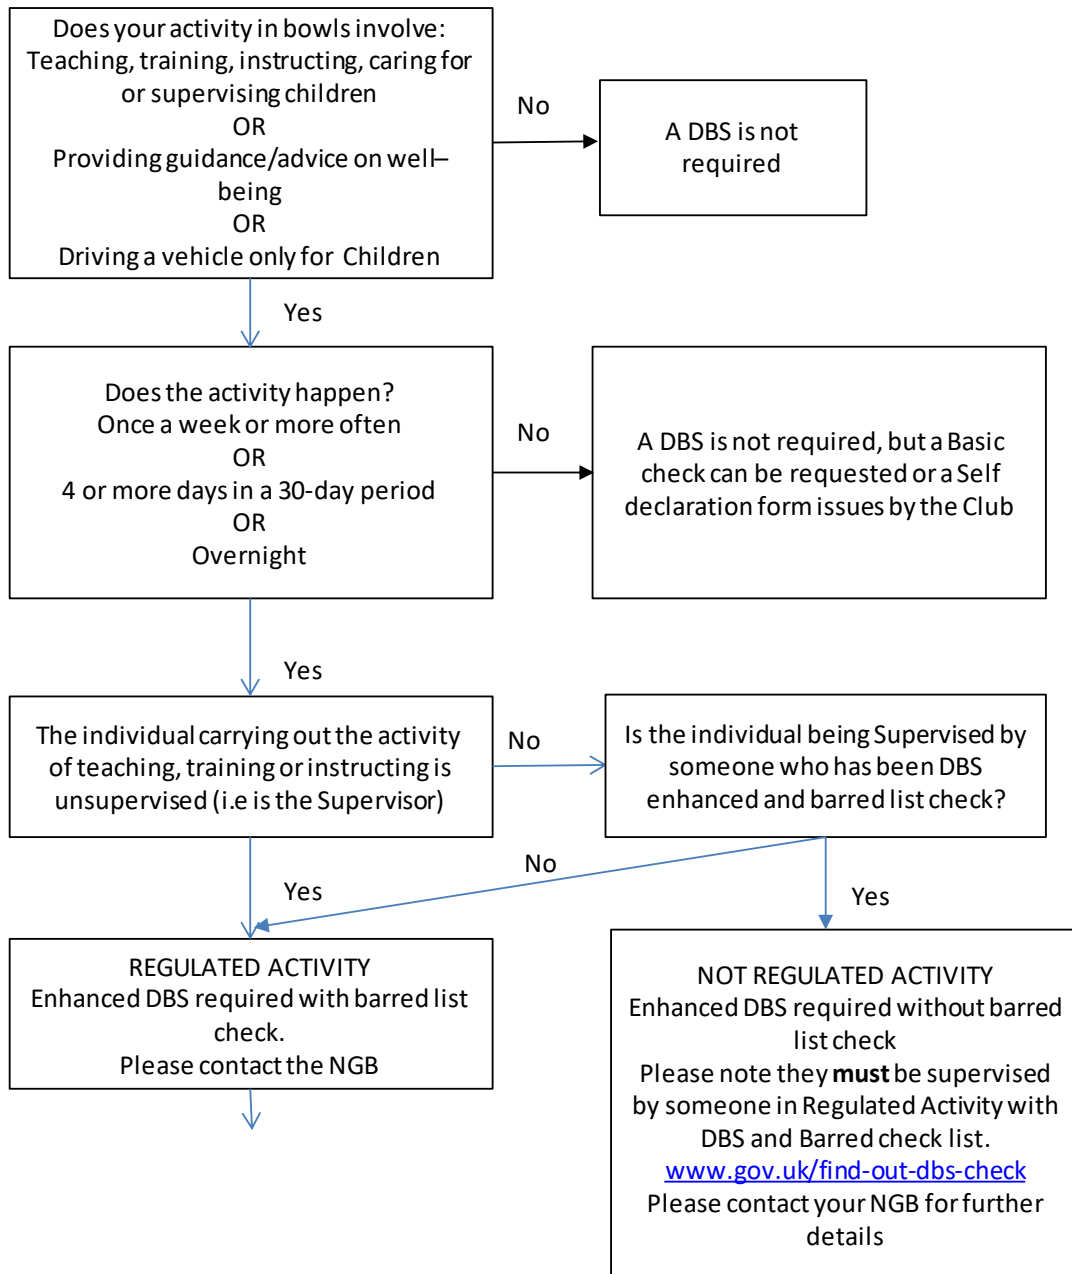 Does your activity in bowls involve:
Teaching, training, instructing, caring for
or supervising children
OR
Providing guidance/advice on well–
being
OR
Driving a vehicle only for Children
No
A DBS is not
required
Yes
Does the activity happen?
Once a week or more often
OR
4 or more days in a 30-day period
OR
Overnight
No
A DBS is not required, but a Basic
check can be requested or a Self
declaration form issues by the Club
Yes
The individual carrying out the activity
of teaching, training or instructing is
unsupervised (i.e is the Supervisor)
No
Is the individual being Supervised by
someone who has been DBS
enhanced and barred list check?
No
Yes
Yes
REGULATED ACTIVITY
Enhanced DBS required with barred list
check.
Please contact the NGB
NOT REGULATED ACTIVITY
Enhanced DBS required without barred
list check
Please note they must be supervised
by someone in Regulated Activity with
DBS and Barred check list.
www.gov.uk/find-out-dbs-check
Please contact your NGB for further
details